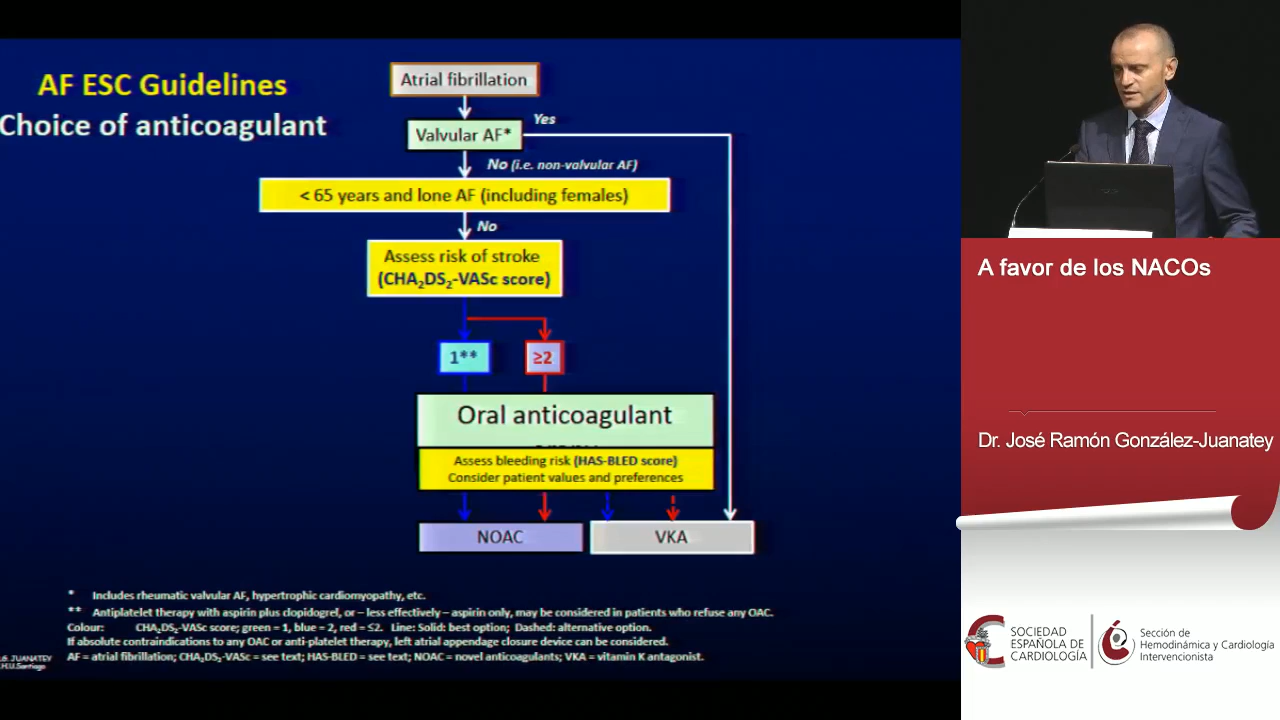 AF ESC Guidelines
Choice of anticoagulant
Atrial fibrillation
Valvular AF*
Yes
No (i.e. non-valvular AF)
< 65 years and lone AF (including females)
No
Assess risk of stroke
(CHA₂DS₂-VASc score)
1**
≥2
Oral anticoagulant
Assess bleeding risk (HAS-BLED score)
Consider patient values and preferences
NOAC
VKA
* Includes rheumatic valvular AF, hypertrophic cardiomyopathy, etc.
** Antiplatelet therapy with aspirin plus clopidogrel, or – less effectively – aspirin only, may be considered in patients who refuse any OAC.
Colour: CHA₂DS₂-VASc score; green = 1, blue = 2, red = ≤2. Line: Solid: best option; Dashed: alternative option.
If absolute contraindications to any OAC or anti-platelet therapy, left atrial appendage closure device can be considered.
AF = atrial fibrillation; CHA₂DS₂-VASc = see text; HAS-BLED = see text; NOAC = novel anticoagulants; VKA = vitamin K antagonist.
JUANATEY
H.U.Santiago
A favor de los NACOs
Dr. José Ramón González-Juanatey
SOCIEDAD
ESPAÑOLA DE
CARDIOLOGÍA
Sección de
Hemodinámica y Cardiología
Intervencionista